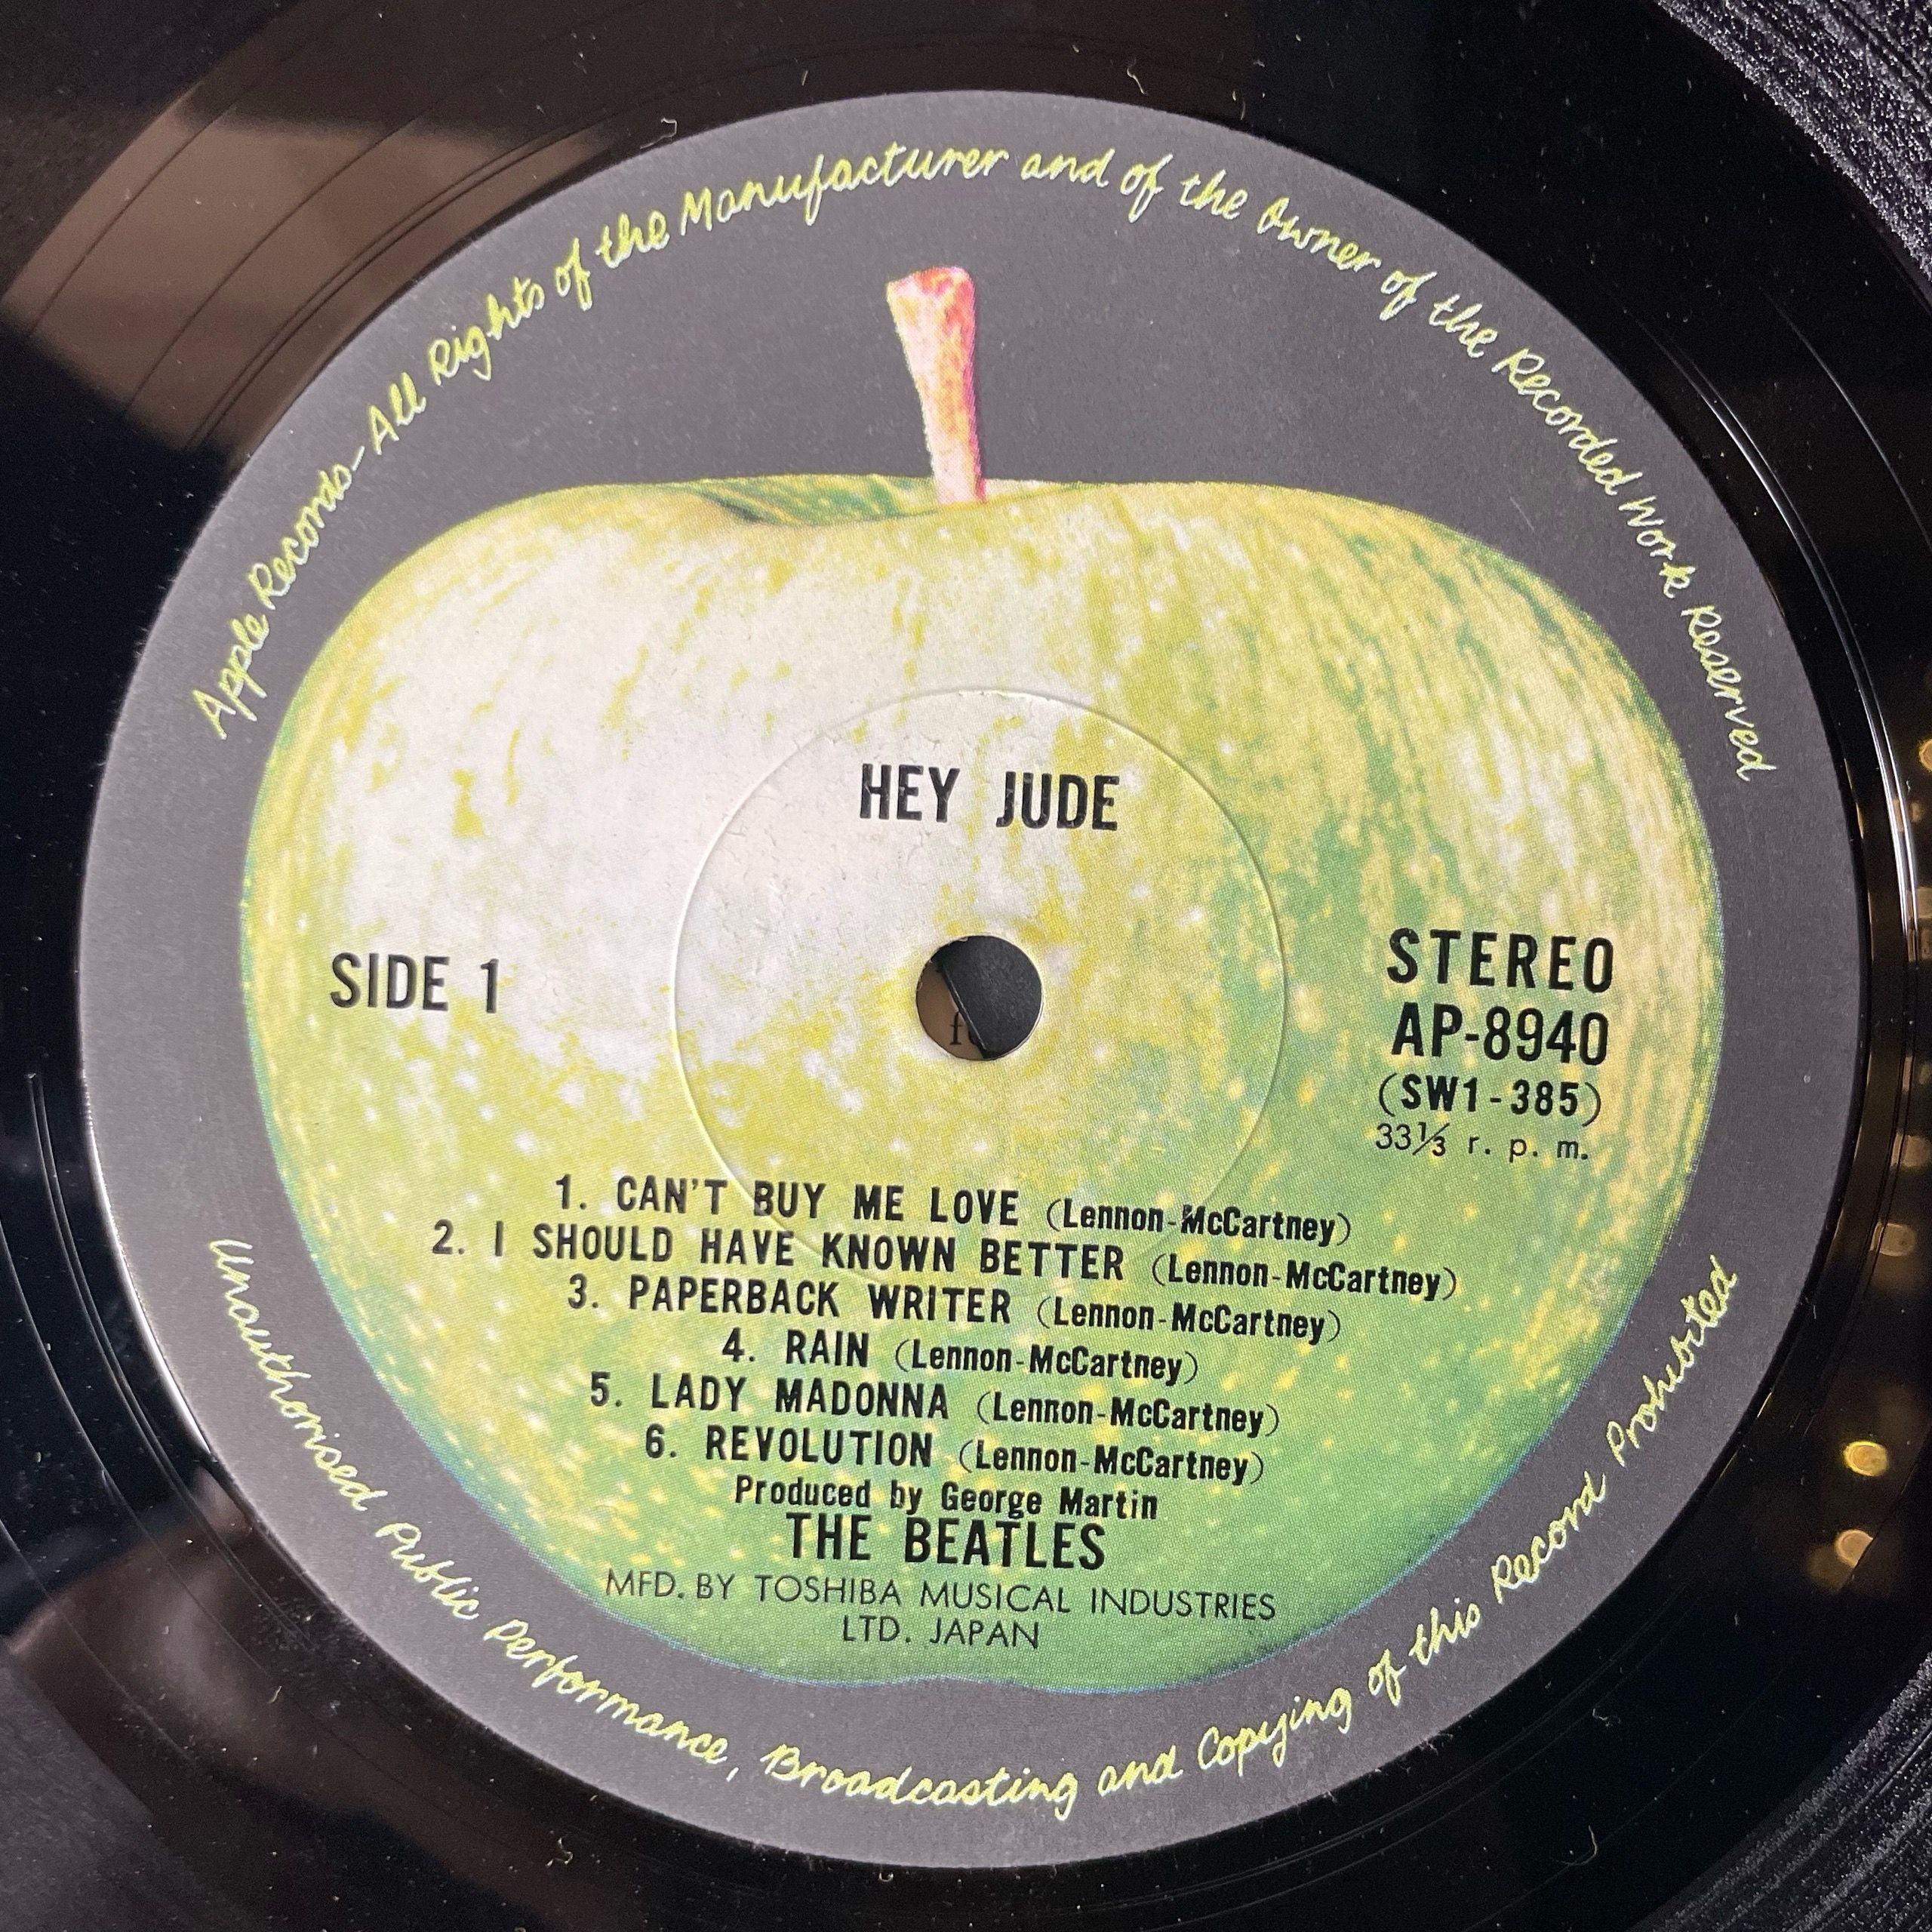 Apple Records - All Rights of the Manufacturer and of the Owner of the Recorded Work Reserved
HEY JUDE
SIDE 1
STEREO
AP-8940
(SW1-385)
33⅓ r. p. m.
1. CAN'T BUY ME LOVE (Lennon-McCartney)
2. I SHOULD HAVE KNOWN BETTER (Lennon-McCartney)
3. PAPERBACK WRITER (Lennon-McCartney)
4. RAIN (Lennon-McCartney)
5. LADY MADONNA (Lennon-McCartney)
6. REVOLUTION (Lennon-McCartney)
Produced by George Martin
THE BEATLES
MFD. BY TOSHIBA MUSICAL INDUSTRIES
LTD. JAPAN
Unauthorised Public Performance, Broadcasting and Copying of this Record Prohibited